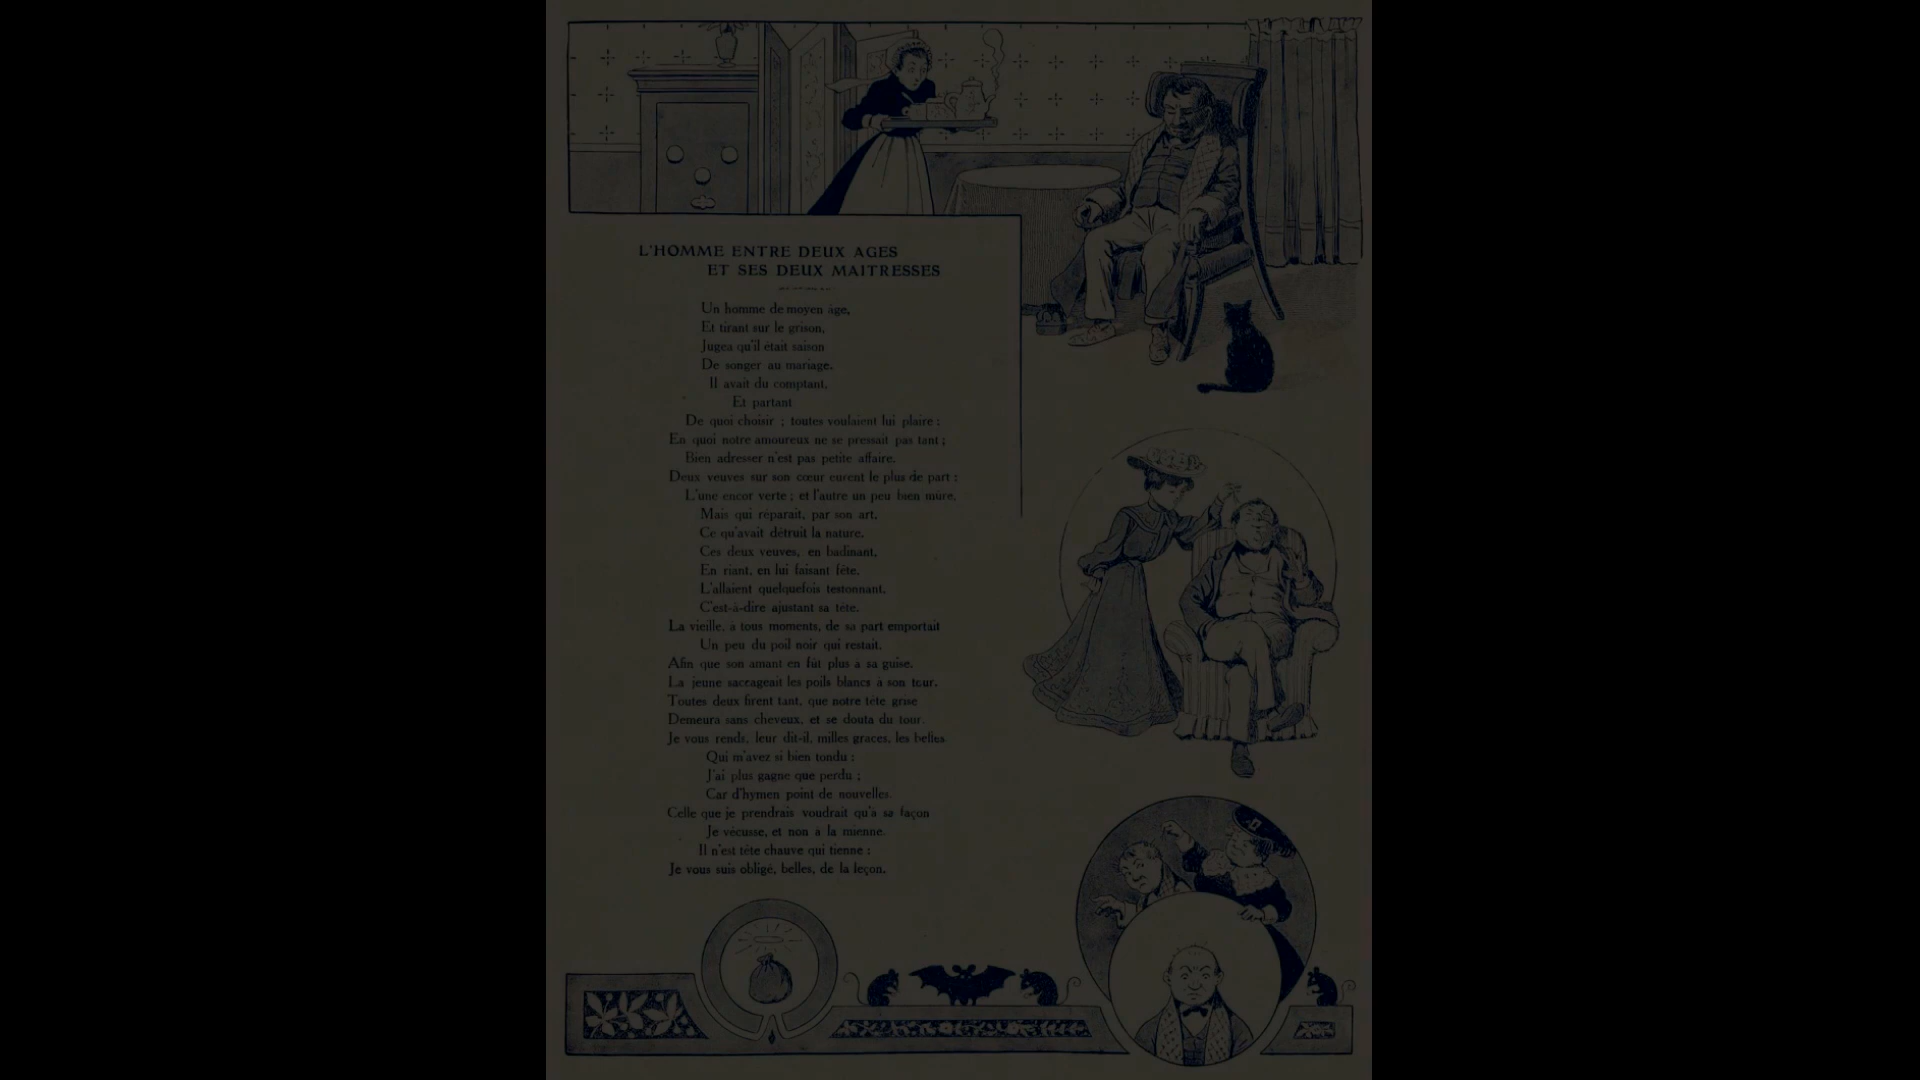 L'HOMME ENTRE DEUX AGES
ET SES DEUX MAITRESSES
Un homme de moyen âge,
Et tirant sur le grison,
Jugea qu'il était saison
De songer au mariage.
Il avait du comptant,
Et partant
De quoi choisir ; toutes voulaient lui plaire :
En quoi notre amoureux ne se pressait pas tant ;
Bien adresser n'est pas petite affaire.
Deux veuves sur son cœur eurent le plus de part :
L'une encor verte ; et l'autre un peu bien mûre,
Mais qui réparait, par son art,
Ce qu'avait détruit la nature.
Ces deux veuves, en badinant,
En riant, en lui faisant fête,
L'allaient quelquefois testonnant,
C'est-à-dire ajustant sa tête.
La vieille, à tous moments, de sa part emportait
Un peu du poil noir qui restait,
Afin que son amant en fût plus à sa guise.
La jeune saccageait les poils blancs à son tour.
Toutes deux firent tant, que notre tête grise
Demeura sans cheveux, et se douta du tour.
Je vous rends, leur dit-il, milles graces, les belles
Qui m'avez si bien tondu :
J'ai plus gagné que perdu ;
Car d'hymen point de nouvelles.
Celle que je prendrais voudrait qu'à sa façon
Je vécusse, et non à la mienne.
Il n'est tête chauve qui tienne :
Je vous suis obligé, belles, de la leçon.